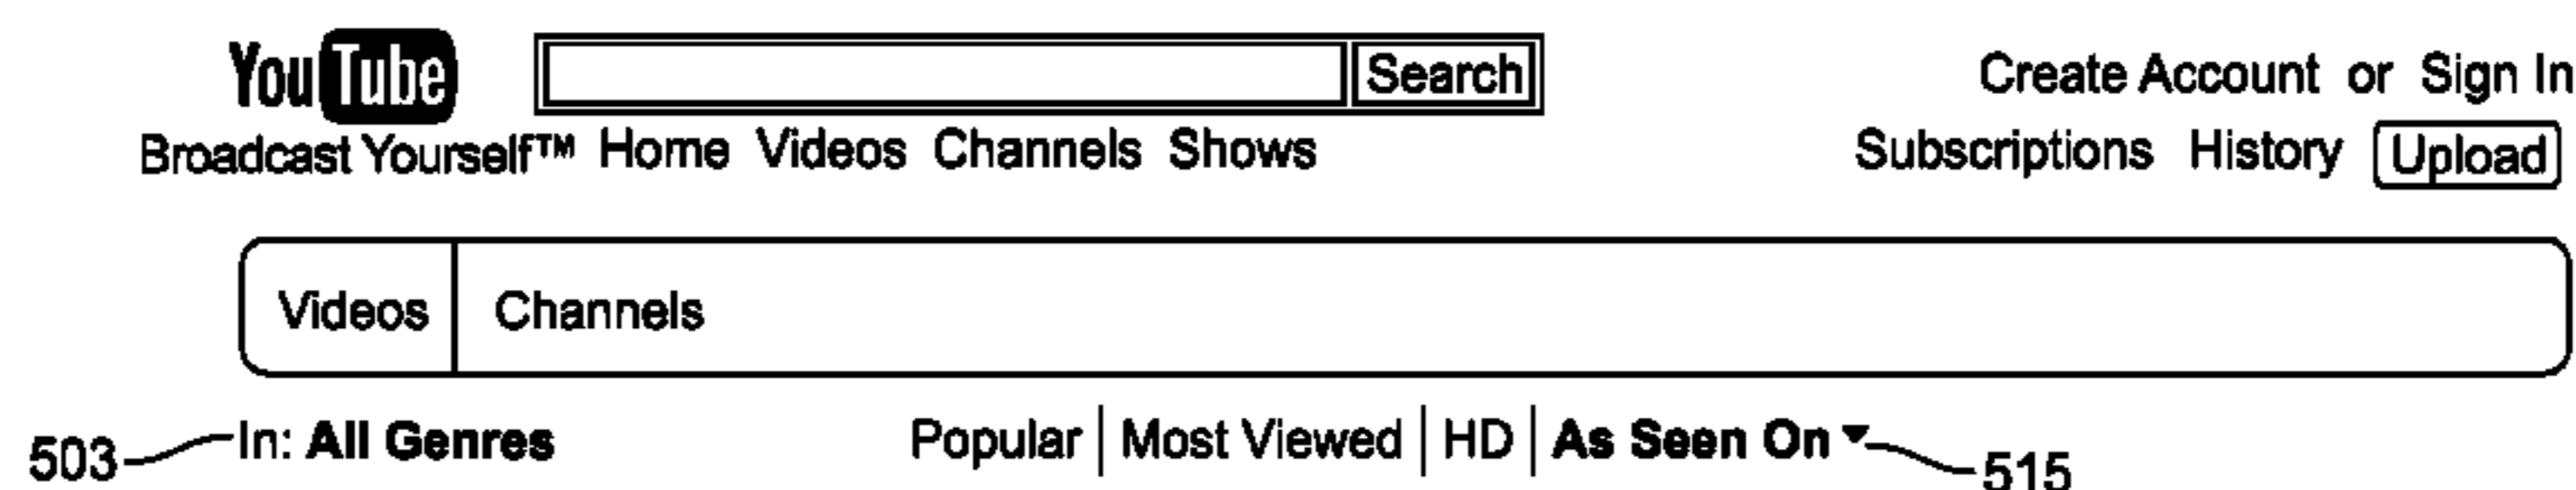 YouTube Search Create Account or Sign In
Broadcast Yourself™ Home Videos Channels Shows Subscriptions History Upload
Videos Channels
503 In: All Genres Popular | Most Viewed | HD | As Seen On 515